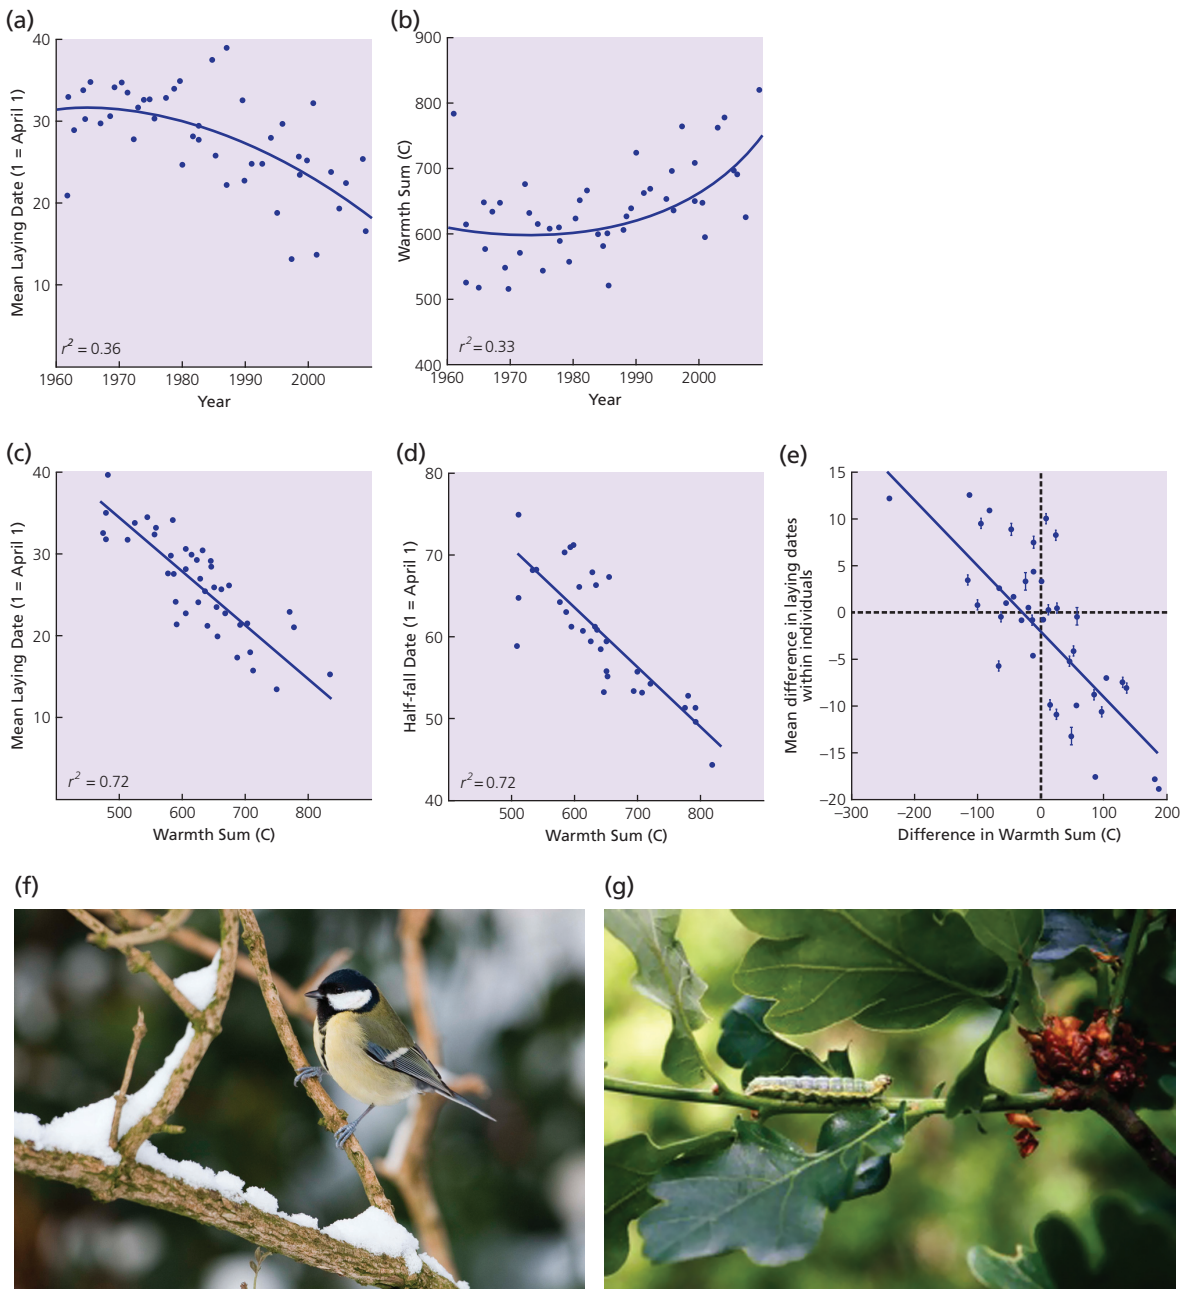 (a)
40
30
20
10
Mean Laying Date (1 = April 1)
r² = 0.36
1960 1970 1980 1990 2000
Year
(b)
900
800
700
600
500
400
Warmth Sum (C)
r² = 0.33
1960 1970 1980 1990 2000
Year
(c)
40
30
20
10
Mean Laying Date (1 = April 1)
r² = 0.72
500 600 700 800
Warmth Sum (C)
(d)
80
70
60
50
40
Half-fall Date (1 = April 1)
r² = 0.72
500 600 700 800
Warmth Sum (C)
(e)
15
10
5
0
−5
−10
−15
−20
Mean difference in laying dates
within individuals
−300 −200 −100 0 100 200
Difference in Warmth Sum (C)
(f)
(g)